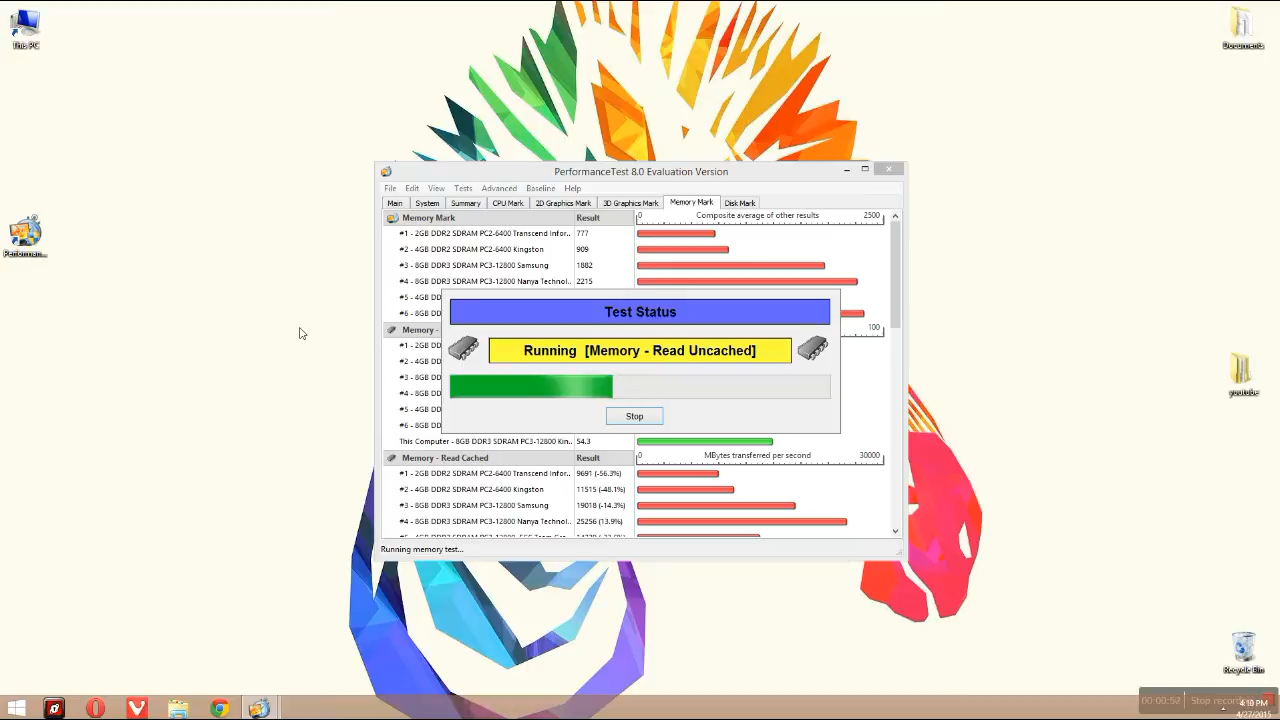 This PC
Documents
PerformanceTest 8.0 Evaluation Version
File Edit View Tests Advanced Baseline Help
Main System Summary CPU Mark 2D Graphics Mark 3D Graphics Mark Memory Mark Disk Mark
Memory Mark Result 0 Composite average of other results 2500
#1 - 2GB DDR2 SDRAM PC2-6400 Transcend Infor.. 777
#2 - 4GB DDR2 SDRAM PC2-6400 Kingston 909
#3 - 8GB DDR3 SDRAM PC3-12800 Samsung 1882
#4 - 8GB DDR3 SDRAM PC3-12800 Nanya Technol.. 2215
#5 - 4GB DD
#6 - 8GB DD
Test Status
Memory - 100
Running [Memory - Read Uncached]
#1 - 2GB DD
#2 - 4GB DD
#3 - 8GB DD
#4 - 8GB DD
#5 - 4GB DD
#6 - 8GB DD
Stop
This Computer - 8GB DDR3 SDRAM PC3-12800 Kin.. 54.3
Memory - Read Cached Result 0 MBytes transferred per second 30000
#1 - 2GB DDR2 SDRAM PC2-6400 Transcend Infor.. 9691 (-56.3%)
#2 - 4GB DDR2 SDRAM PC2-6400 Kingston 11515 (-48.1%)
#3 - 8GB DDR3 SDRAM PC3-12800 Samsung 19018 (-14.3%)
#4 - 8GB DDR3 SDRAM PC3-12800 Nanya Technol.. 25256 (13.9%)
Running memory test...
Performan...
youtube
Recycle Bin
00:00:52 Stop recor
4:10 PM
4/27/2015